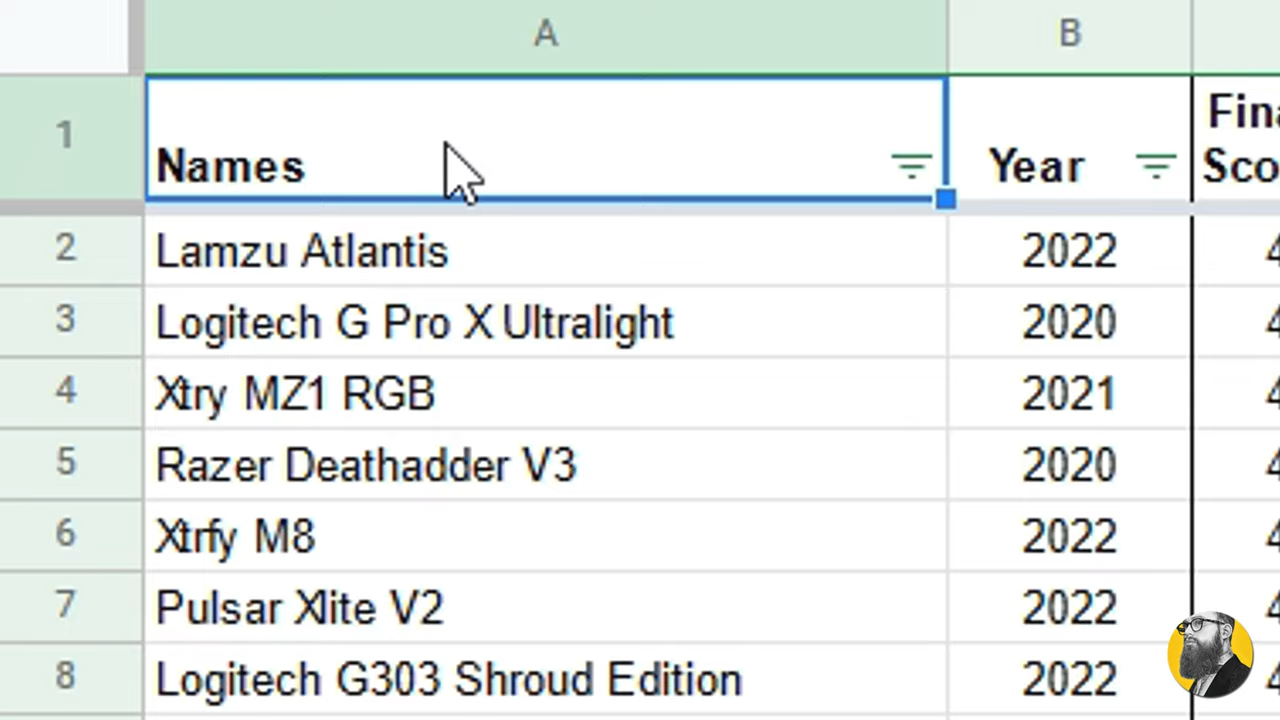 A B
1 Names Year
2 Lamzu Atlantis 2022
3 Logitech G Pro X Ultralight 2020
4 Xtry MZ1 RGB 2021
5 Razer Deathadder V3 2020
6 Xtrfy M8 2022
7 Pulsar Xlite V2 2022
8 Logitech G303 Shroud Edition 2022